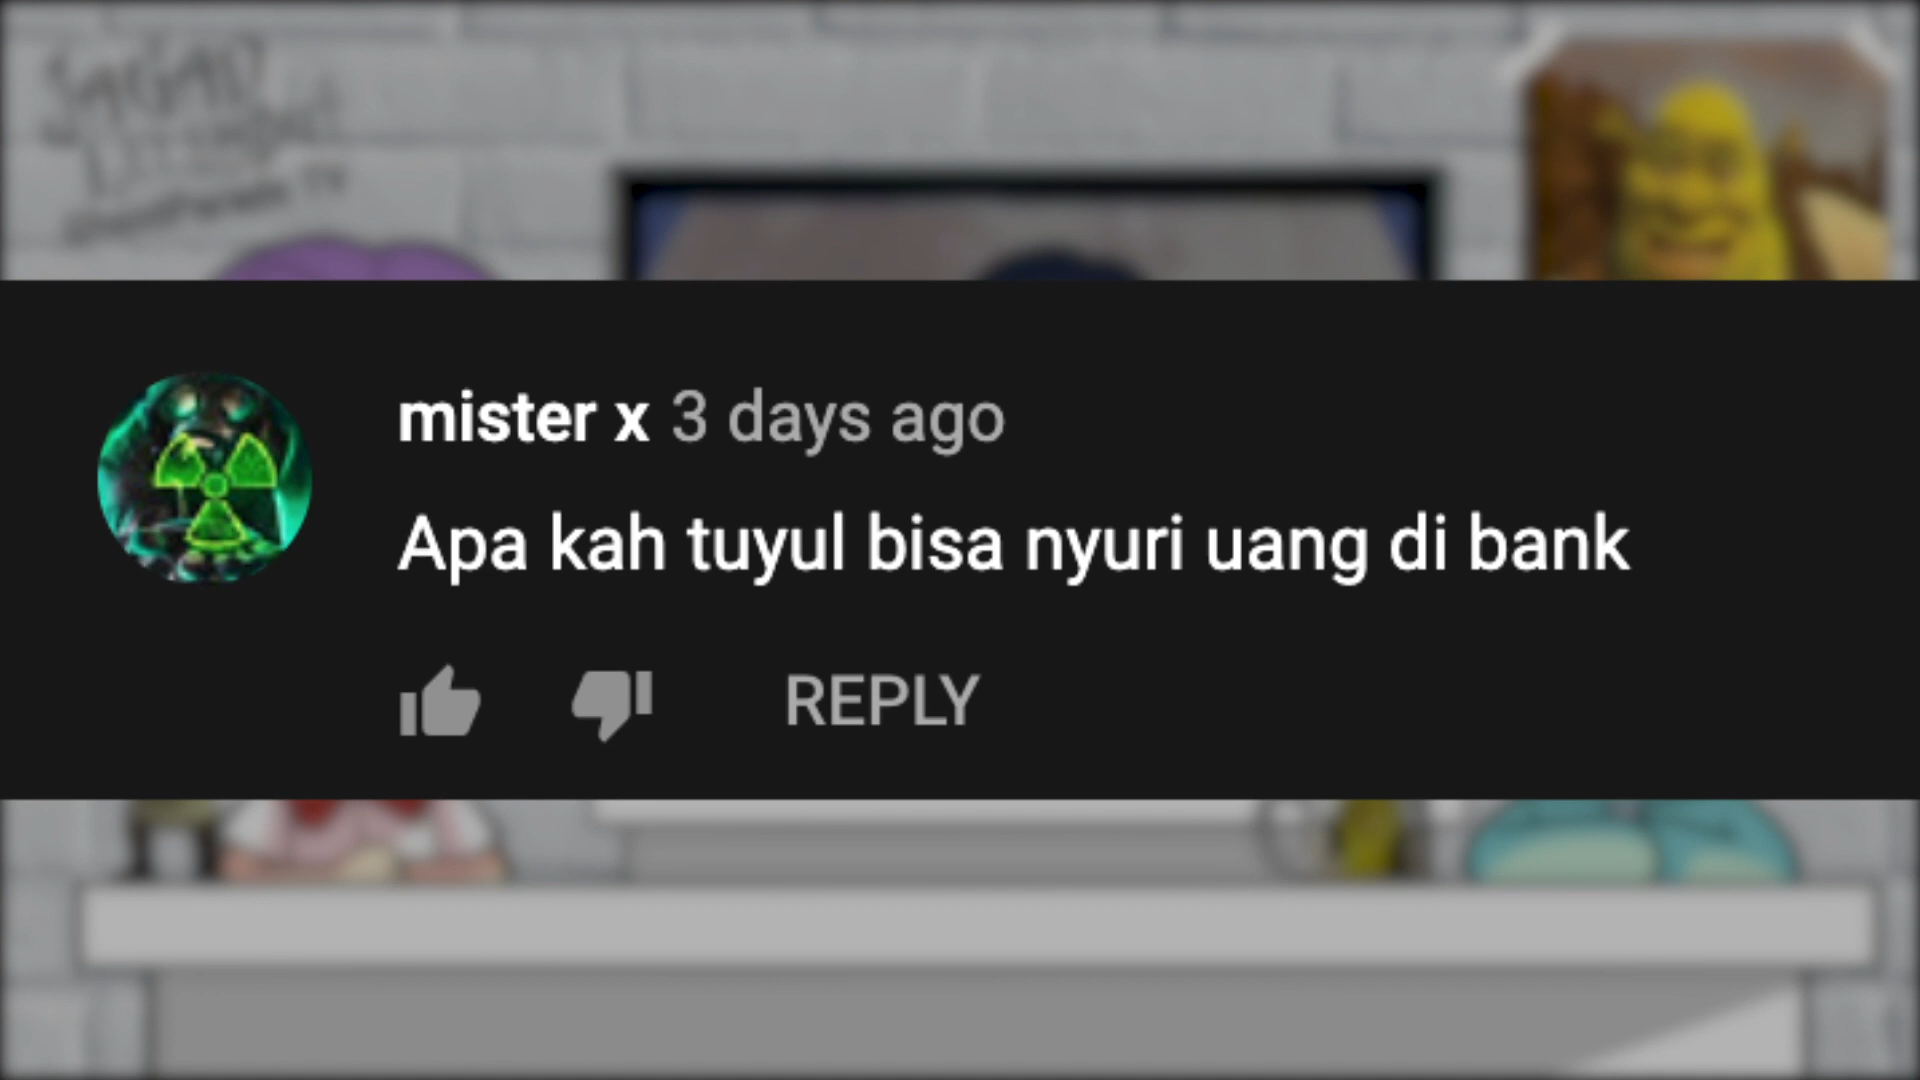 mister x 3 days ago
Apa kah tuyul bisa nyuri uang di bank
REPLY